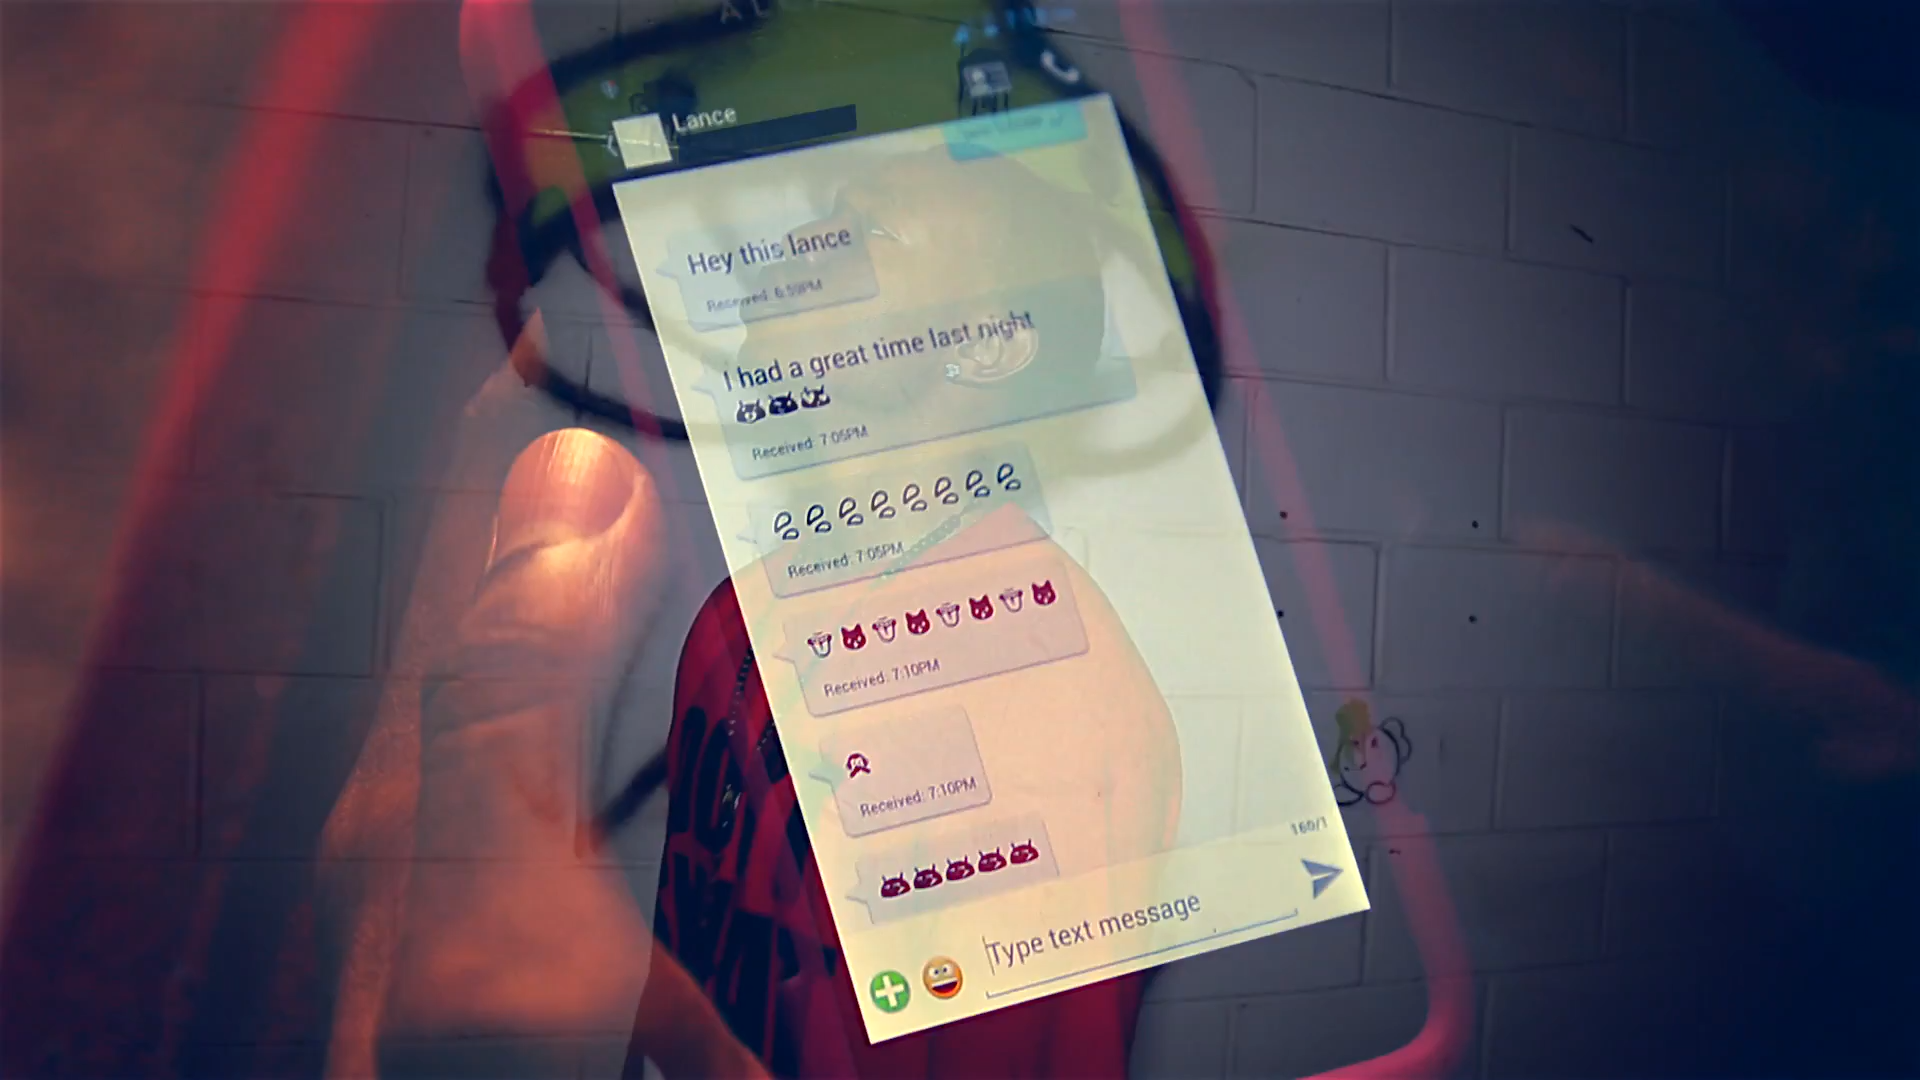 Lance
Hey this lance
Received: 6:59PM
I had a great time last night
Received: 7:05PM
Received: 7:05PM
Received: 7:10PM
Received: 7:10PM
160/1
Type text message